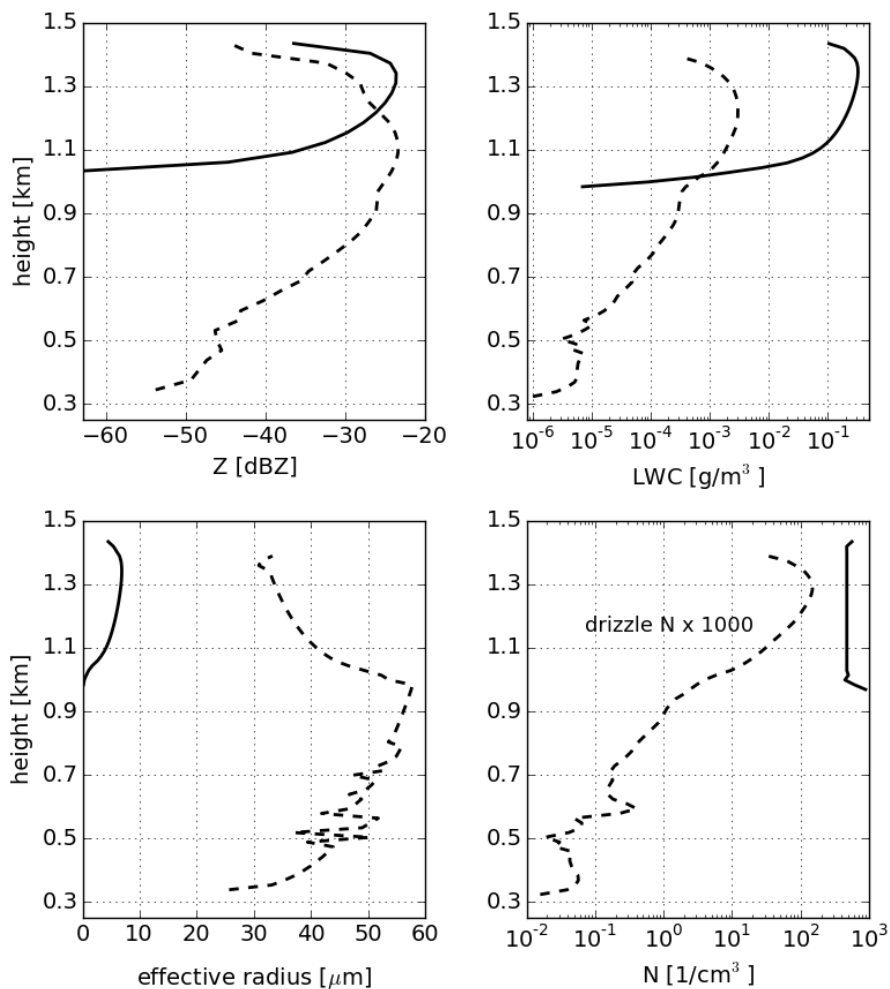 1.5
1.3
1.1
0.9
0.7
0.5
0.3
height [km]
−60 −50 −40 −30 −20
Z [dBZ]
1.5
1.3
1.1
0.9
0.7
0.5
0.3
10⁻⁶ 10⁻⁵ 10⁻⁴ 10⁻³ 10⁻² 10⁻¹
LWC [g/m³ ]
1.5
1.3
1.1
0.9
0.7
0.5
0.3
height [km]
0 10 20 30 40 50 60
effective radius [μm]
1.5
1.3
1.1
0.9
0.7
0.5
0.3
drizzle N x 1000
10⁻² 10⁻¹ 10⁰ 10¹ 10² 10³
N [1/cm³ ]